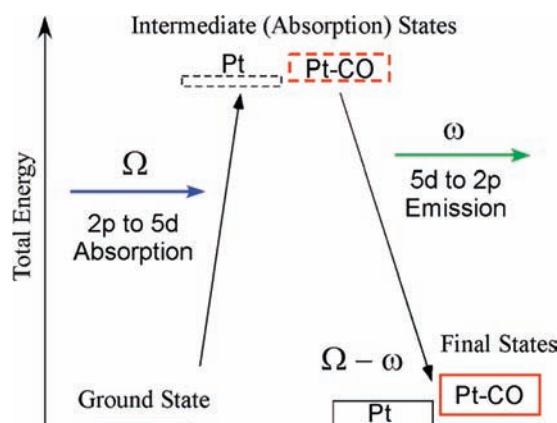 Intermediate (Absorption) States
Pt
Pt-CO
Total Energy
Ω
2p to 5d
Absorption
ω
5d to 2p
Emission
Ω − ω
Final States
Ground State
Pt-CO
Pt